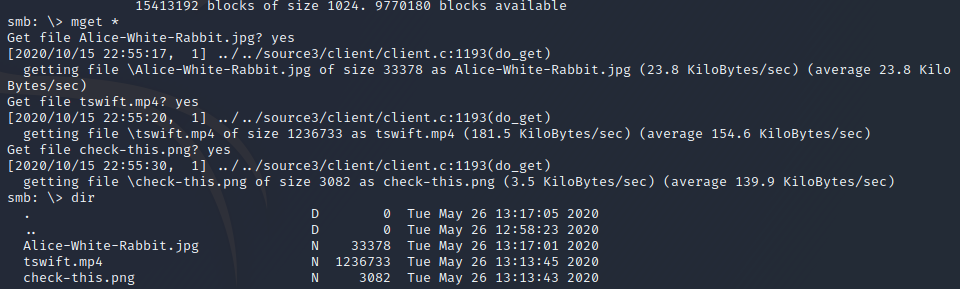 15413192 blocks of size 1024. 9770180 blocks available
smb: \> mget *
Get file Alice-White-Rabbit.jpg? yes
[2020/10/15 22:55:17,  1] ../../source3/client/client.c:1193(do_get)
  getting file \Alice-White-Rabbit.jpg of size 33378 as Alice-White-Rabbit.jpg (23.8 KiloBytes/sec) (average 23.8 Kilo
Bytes/sec)
Get file tswift.mp4? yes
[2020/10/15 22:55:20,  1] ../../source3/client/client.c:1193(do_get)
  getting file \tswift.mp4 of size 1236733 as tswift.mp4 (181.5 KiloBytes/sec) (average 154.6 KiloBytes/sec)
Get file check-this.png? yes
[2020/10/15 22:55:30,  1] ../../source3/client/client.c:1193(do_get)
  getting file \check-this.png of size 3082 as check-this.png (3.5 KiloBytes/sec) (average 139.9 KiloBytes/sec)
smb: \> dir
  .                                   D        0  Tue May 26 13:17:05 2020
  ..                                  D        0  Tue May 26 12:58:23 2020
  Alice-White-Rabbit.jpg              N    33378  Tue May 26 13:17:01 2020
  tswift.mp4                          N  1236733  Tue May 26 13:13:45 2020
  check-this.png                      N     3082  Tue May 26 13:13:43 2020